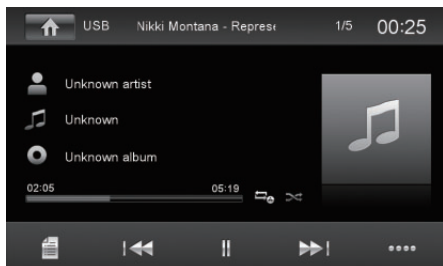 USB Nikki Montana - Represe 1/5 00:25
Unknown artist
Unknown
Unknown album
02:05 05:19